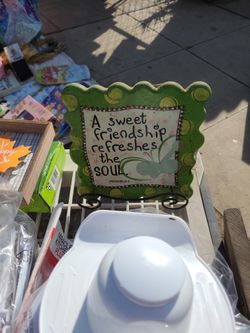 A sweet
friendship
refreshes
the
SOUL